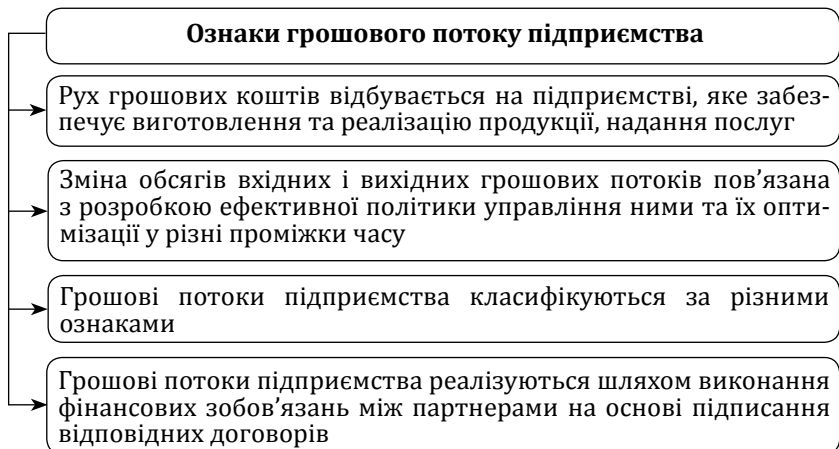 Ознаки грошового потоку підприємства
Рух грошових коштів відбувається на підприємстві, яке забез-
печує виготовлення та реалізацію продукції, надання послуг
Зміна обсягів вхідних і вихідних грошових потоків пов’язана
з розробкою ефективної політики управління ними та їх опти-
мізації у різні проміжки часу
Грошові потоки підприємства класифікуються за різними
ознаками
Грошові потоки підприємства реалізуються шляхом виконання
фінансових зобов’язань між партнерами на основі підписання
відповідних договорів